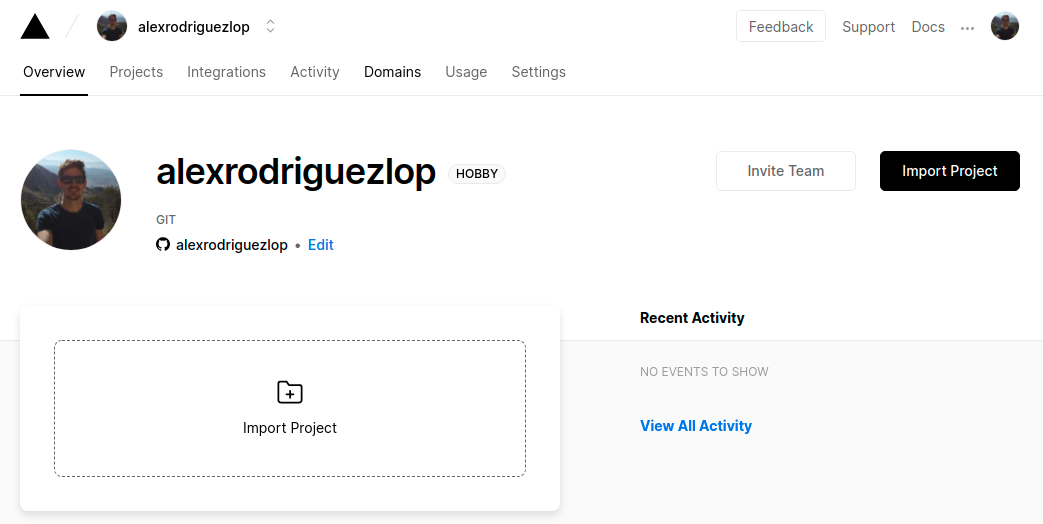 alexrodriguezlop Feedback Support Docs ...
Overview Projects Integrations Activity Domains Usage Settings
alexrodriguezlop HOBBY Invite Team Import Project
GIT
alexrodriguezlop • Edit
Recent Activity
NO EVENTS TO SHOW
View All Activity
Import Project